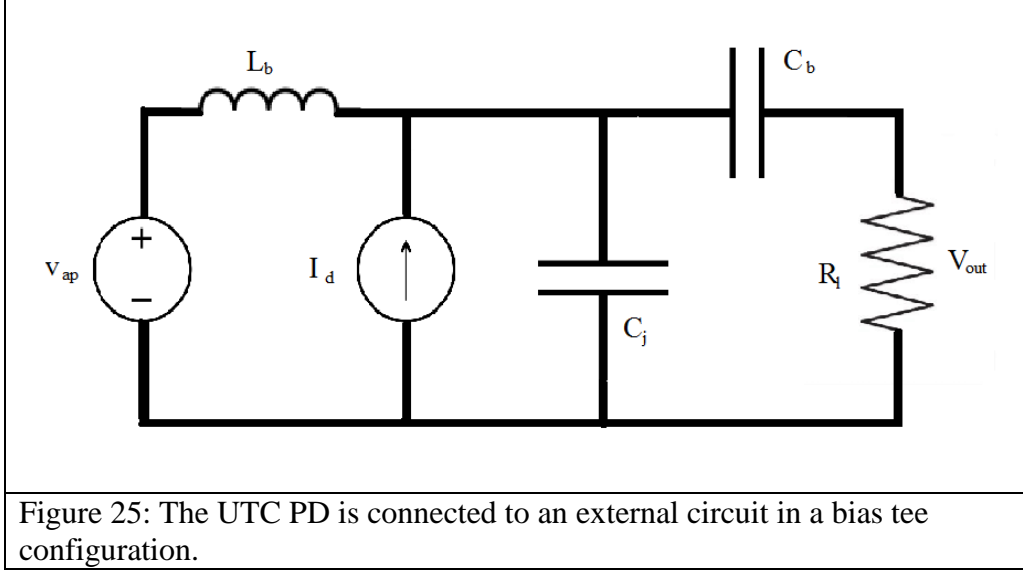 L_b
C_b
+
v_ap
−
I_d
C_j
R_l
V_out
Figure 25: The UTC PD is connected to an external circuit in a bias tee
configuration.